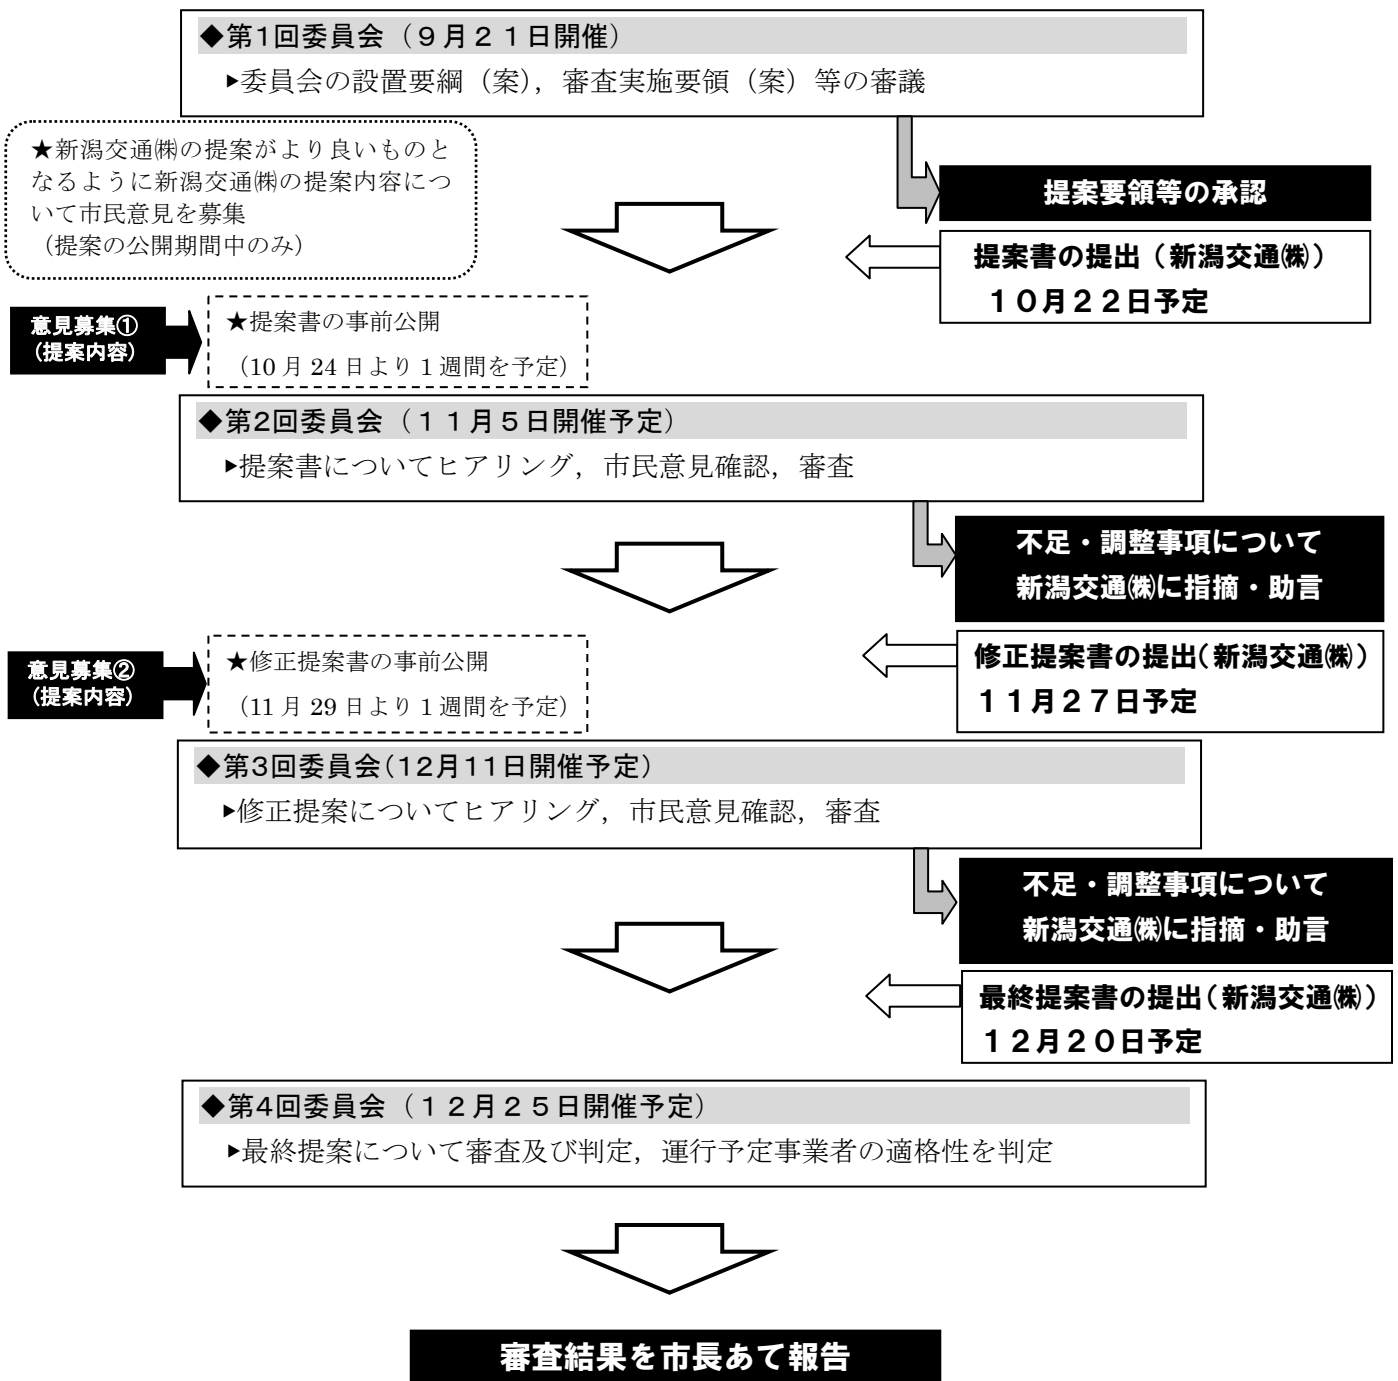 ◆第1回委員会（９月２１日開催）
▶委員会の設置要綱（案），審査実施要領（案）等の審議
★新潟交通㈱の提案がより良いものと
なるように新潟交通㈱の提案内容につ
いて市民意見を募集
（提案の公開期間中のみ）
提案要領等の承認
提案書の提出（新潟交通㈱）
１０月２２日予定
意見募集①
（提案内容）
★提案書の事前公開
（10 月 24 日より 1 週間を予定）
◆第2回委員会（１１月５日開催予定）
▶提案書についてヒアリング，市民意見確認，審査
不足・調整事項について
新潟交通㈱に指摘・助言
修正提案書の提出（新潟交通㈱）
１１月２７日予定
意見募集②
（提案内容）
★修正提案書の事前公開
（11 月 29 日より 1 週間を予定）
◆第3回委員会（12月11日開催予定）
▶修正提案についてヒアリング，市民意見確認，審査
不足・調整事項について
新潟交通㈱に指摘・助言
最終提案書の提出（新潟交通㈱）
１２月２０日予定
◆第4回委員会（１２月２５日開催予定）
▶最終提案について審査及び判定，運行予定事業者の適格性を判定
審査結果を市長あて報告